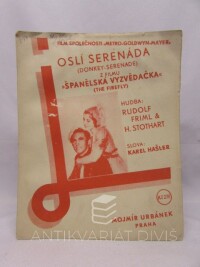 FILM SPOLEČNOSTI METRO-GOLDWYN-MAYER
OSLÍ SERENÁDA
(DONKEY-SERENADE)
Z FILMU
»ŠPANĚLSKÁ VYZVĚDAČKA«
(THE FIREFLY)
HUDBA:
RUDOLF
FRIML &
H. STOTHART
SLOVA:
KAREL HAŠLER
MOJMÍR URBÁNEK
PRAHA
ANTIKVARIÁT DIVIŠ